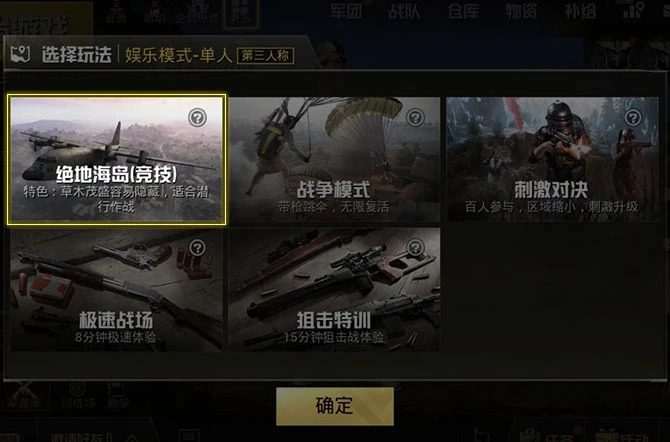 军团
战队
仓库
物资
补给
选择玩法
娱乐模式-单人
第三人称
?
绝地海岛(竞技)
特色：草木茂盛容易隐藏，适合潜
行作战
?
战争模式
带枪跳伞，无限复活
?
刺激对决
百人参与，区域缩小，刺激升级
?
极速战场
8分钟极速体验
?
狙击特训
15分钟狙击战体验
训练场
教学
确定